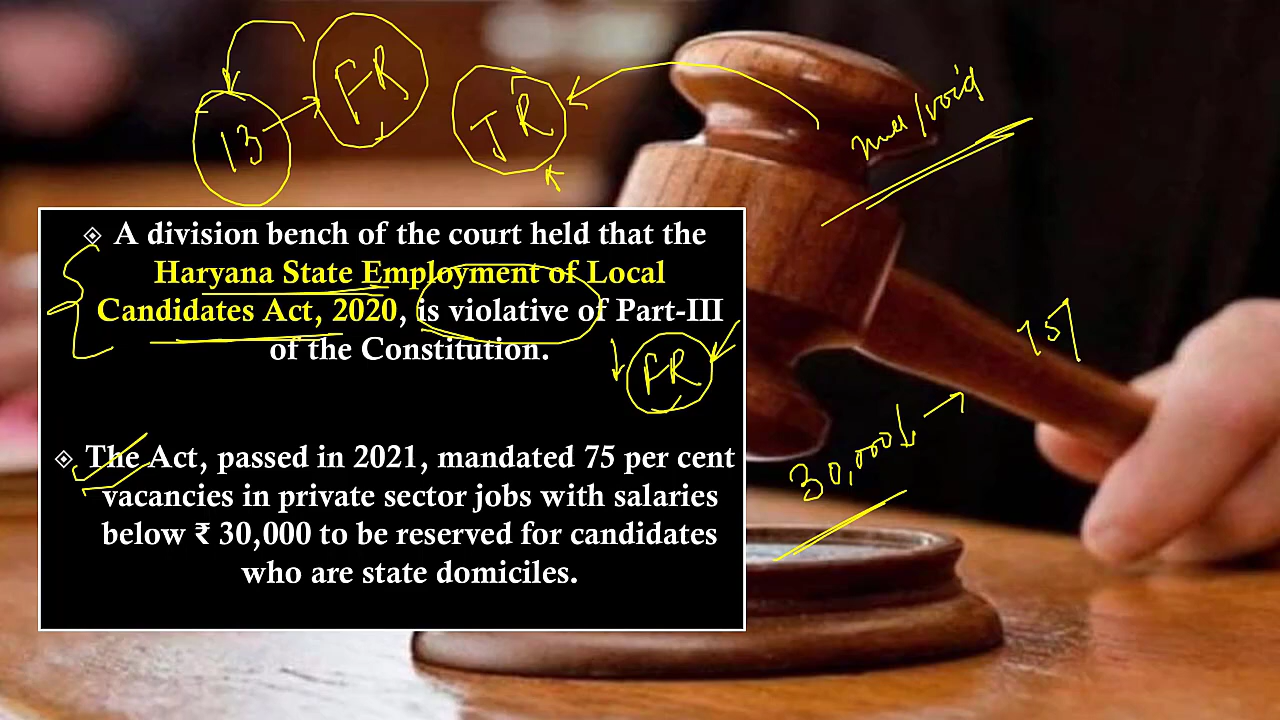 13
FR
JR
null/void
◈ A division bench of the court held that the
Haryana State Employment of Local
Candidates Act, 2020, is violative of Part-III
of the Constitution.
FR
75%
30,000/-
◈ The Act, passed in 2021, mandated 75 per cent
vacancies in private sector jobs with salaries
below ₹ 30,000 to be reserved for candidates
who are state domiciles.